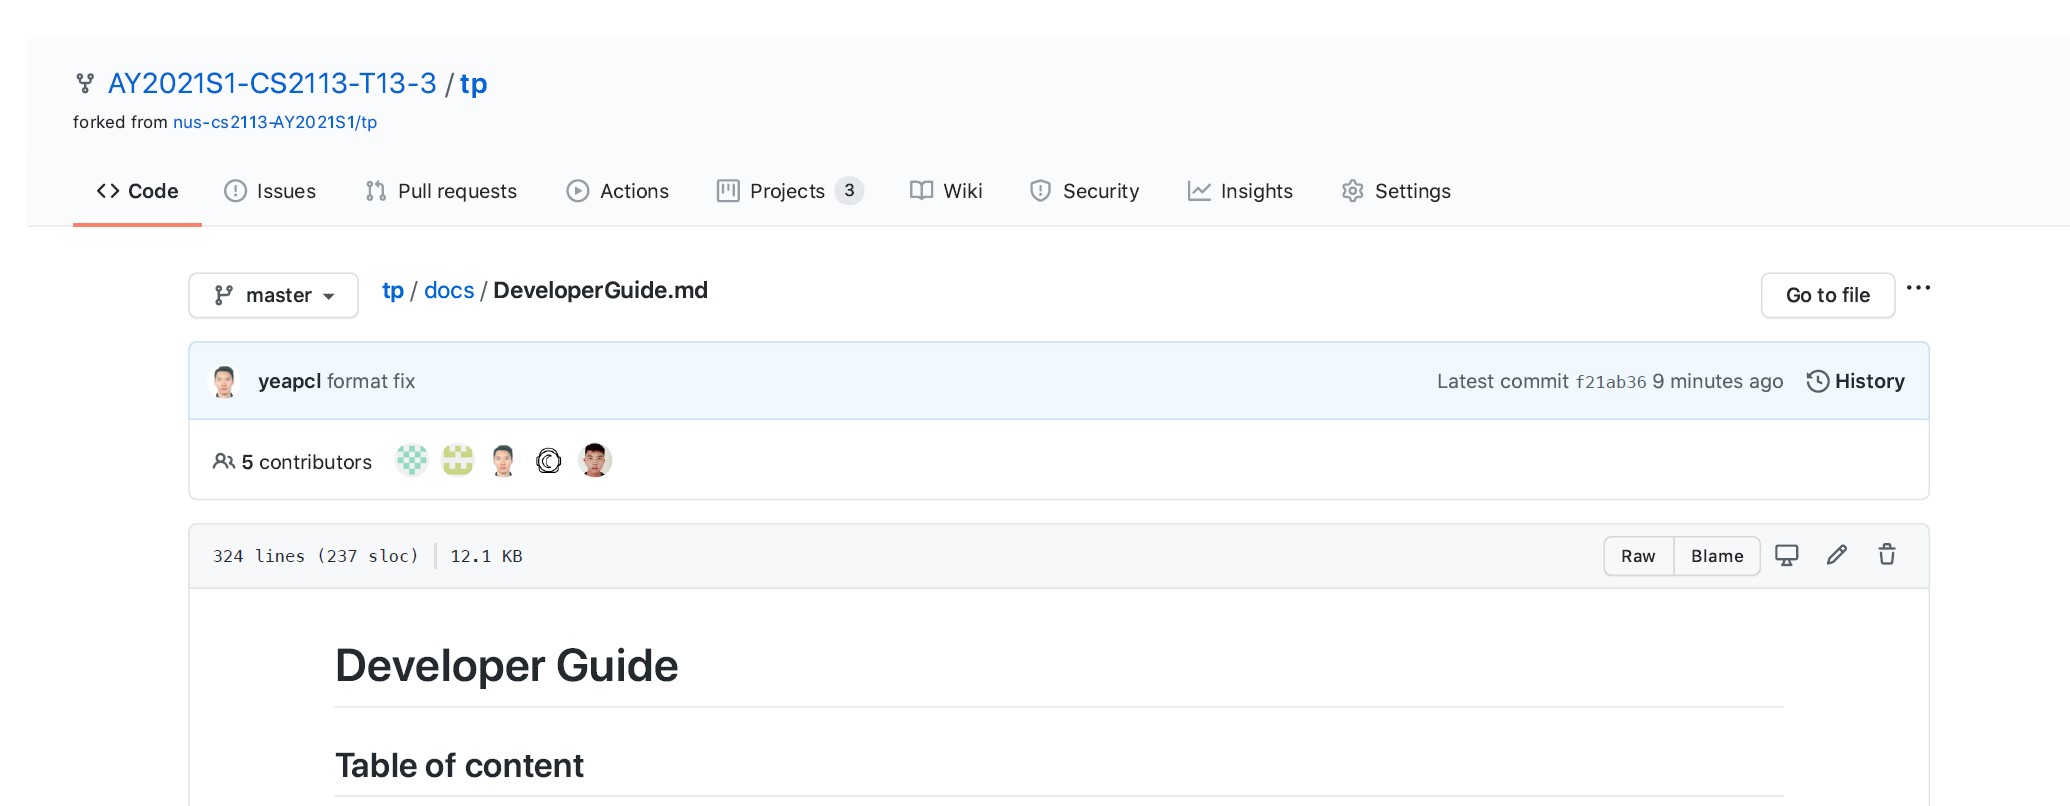 AY2021S1-CS2113-T13-3 / tp
forked from nus-cs2113-AY2021S1/tp
Code Issues Pull requests Actions Projects 3 Wiki Security Insights Settings
master tp / docs / DeveloperGuide.md Go to file ...
yeapcl format fix Latest commit f21ab36 9 minutes ago History
5 contributors
324 lines (237 sloc) 12.1 KB Raw Blame
Developer Guide
Table of content